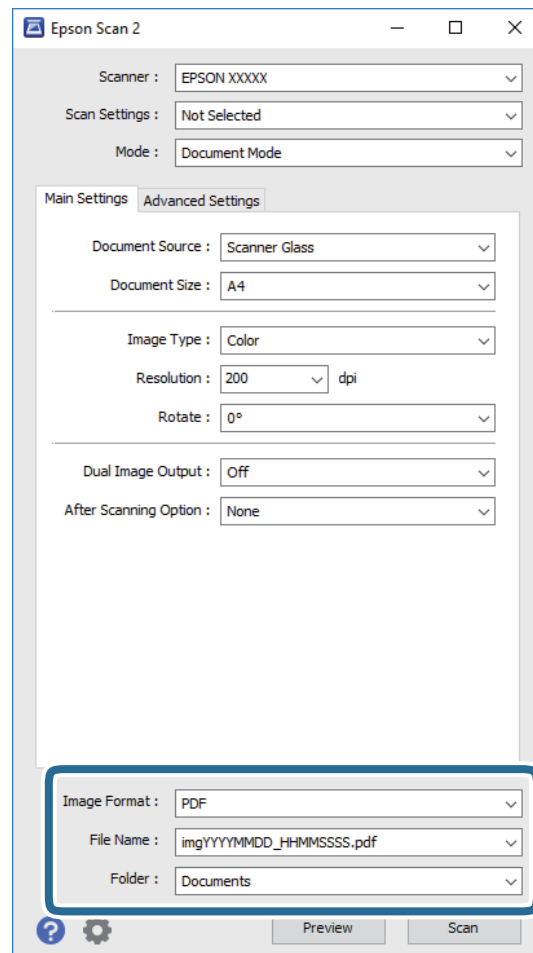 Epson Scan 2
Scanner : EPSON XXXXX
Scan Settings : Not Selected
Mode : Document Mode
Main Settings Advanced Settings
Document Source : Scanner Glass
Document Size : A4
Image Type : Color
Resolution : 200 dpi
Rotate : 0°
Dual Image Output : Off
After Scanning Option : None
Image Format : PDF
File Name : imgYYYYMMDD_HHMMSSSS.pdf
Folder : Documents
? Preview Scan